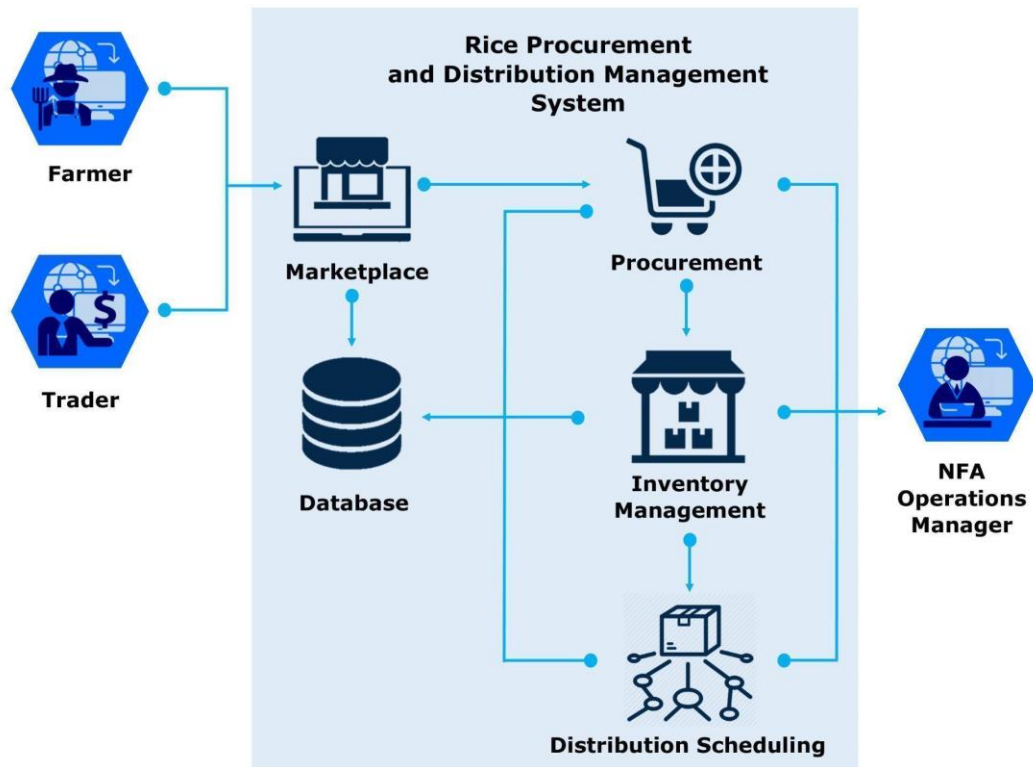 Rice Procurement
and Distribution Management
System
Farmer
Marketplace
Procurement
Trader
$
Database
Inventory
Management
NFA
Operations
Manager
Distribution Scheduling